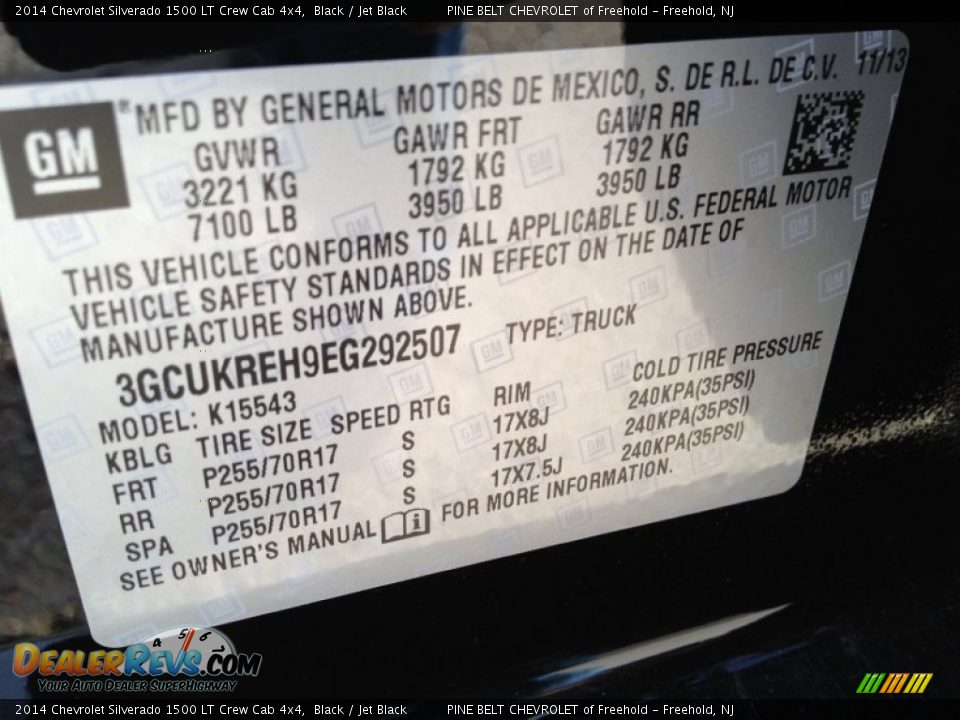 2014 Chevrolet Silverado 1500 LT Crew Cab 4x4, Black / Jet Black PINE BELT CHEVROLET of Freehold - Freehold, NJ
GM ® MFD BY GENERAL MOTORS DE MEXICO, S. DE R.L. DE C.V. 11/13
GVWR GAWR FRT GAWR RR
3221 KG 1792 KG 1792 KG
7100 LB 3950 LB 3950 LB
THIS VEHICLE CONFORMS TO ALL APPLICABLE U.S. FEDERAL MOTOR
VEHICLE SAFETY STANDARDS IN EFFECT ON THE DATE OF
MANUFACTURE SHOWN ABOVE.
3GCUKREH9EG292507 TYPE: TRUCK
MODEL: K15543
KBLG TIRE SIZE SPEED RTG RIM COLD TIRE PRESSURE
FRT P255/70R17 S 17X8J 240KPA(35PSI)
RR P255/70R17 S 17X8J 240KPA(35PSI)
SPA P255/70R17 S 17X7.5J 240KPA(35PSI)
SEE OWNER'S MANUAL FOR MORE INFORMATION.
4 5 6
DEALERREVS.COM
YOUR AUTO DEALER SUPERHIGHWAY
2014 Chevrolet Silverado 1500 LT Crew Cab 4x4, Black / Jet Black PINE BELT CHEVROLET of Freehold - Freehold, NJ